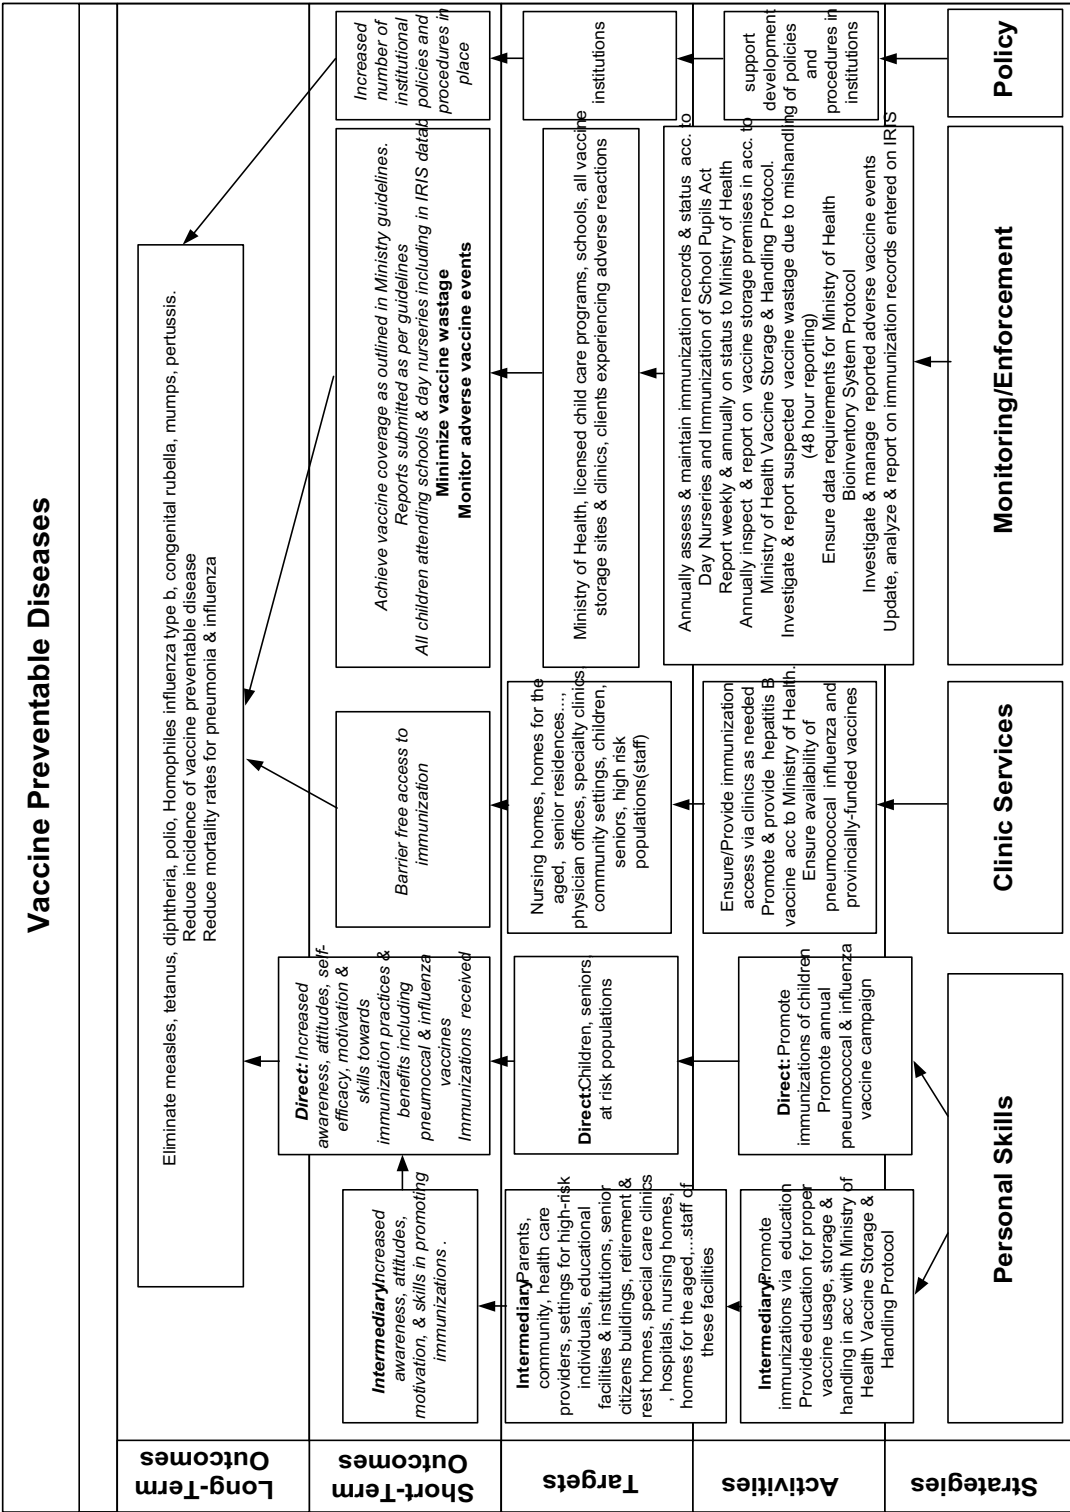 Vaccine Preventable Diseases
Long-Term
Outcomes
Eliminate measles, tetanus, diphtheria, polio, Homophiles influenza type b, congenital rubella, mumps, pertussis.
Reduce incidence of vaccine preventable disease
Reduce mortality rates for pneumonia & influenza
Short-Term
Outcomes
Intermediary:Increased
awareness, attitudes,
motivation, & skills in promoting
immunizations .
Direct: Increased
awareness, attitudes, self-
efficacy, motivation &
skills towards
immunization practices &
benefits including
pneumoccal & influenza
vaccines
Immunizations received
Barrier free access to
immunization
Achieve vaccine coverage as outlined in Ministry guidelines.
Reports submitted as per guidelines
All children attending schools & day nurseries including in IRIS datab
Minimize vaccine wastage
Monitor adverse vaccine events
Increased
number of
institutional
policies and
procedures in
place
Targets
Intermediary:Parents,
community, health care
providers, settings for high-risk
individuals, educational
facilities & institutions, senior
citizens buildings, retirement &
rest homes, special care clinics
, hospitals, nursing homes,
homes for the aged,...staff of
these facilities
Direct:Children, seniors,
at risk populations
Nursing homes, homes for the
aged, senior residences...,
physician offices, specialty clinics,
community settings, children,
seniors, high risk
populations(staff)
Ministry of Health, licensed child care programs, schools, all vaccine
storage sites & clinics, clients experiencing adverse reactions
institutions
Activities
Intermediary:Promote
immunizations via education
Provide education for proper
vaccine usage, storage &
handling in acc with Ministry of
Health Vaccine Storage &
Handling Protocol
Direct: Promote
immunizations of children
Promote annual
pneumococcal & influenza
vaccine campaign
Ensure/Provide immunization
access via clinics as needed
Promote & provide hepatitis B
vaccine acc to Ministry of Health.
Ensure availability of
pneumococcal influenza and
provincially-funded vaccines
Annually assess & maintain immunization records & status acc. to
Day Nurseries and Immunization of School Pupils Act
Report weekly & annually on status to Ministry of Health
Annually inspect & report on vaccine storage premises in acc. to
Ministry of Health Vaccine Storage & Handling Protocol.
Investigate & report suspected vaccine wastage due to mishandling
(48 hour reporting)
Ensure data requirements for Ministry of Health
Bioinventory System Protocol
Investigate & manage reported adverse vaccine events
Update, analyze & report on immunization records entered on IRIS
support
development
of policies
and
procedures in
institutions
Strategies
Personal Skills
Clinic Services
Monitoring/Enforcement
Policy